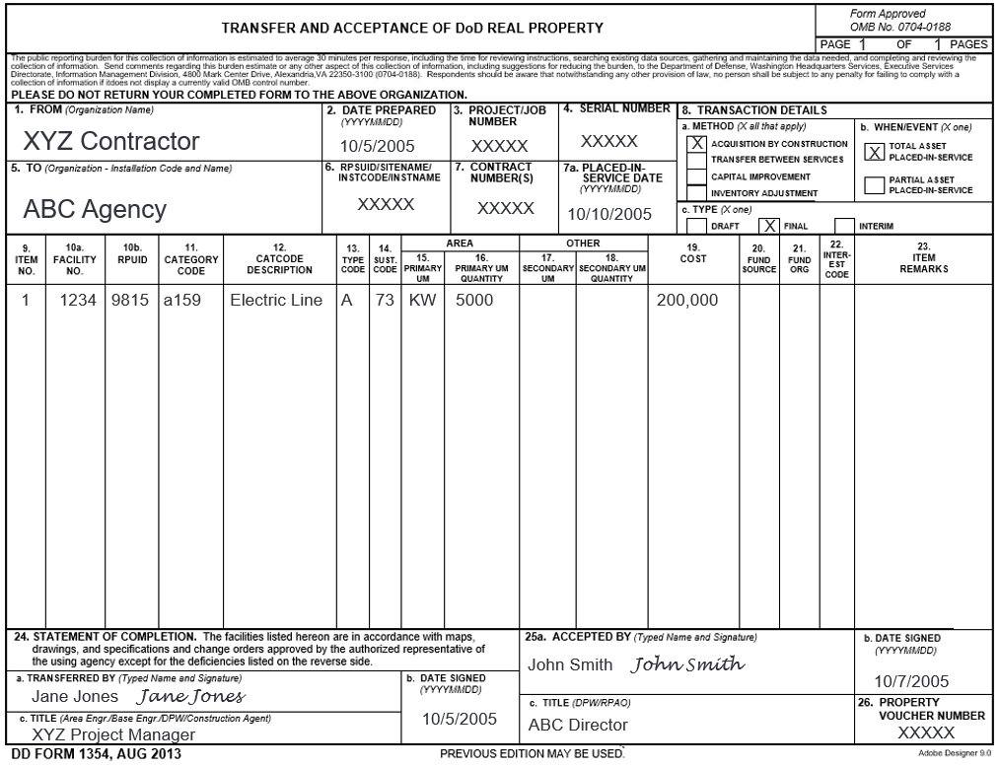 TRANSFER AND ACCEPTANCE OF DoD REAL PROPERTY
Form Approved
OMB No. 0704-0188
PAGE 1 OF 1 PAGES
The public reporting burden for this collection of information is estimated to average 30 minutes per response, including the time for reviewing instructions, searching existing data sources, gathering and maintaining the data needed, and completing and reviewing the
collection of information. Send comments regarding this burden estimate or any other aspect of this collection of information, including suggestions for reducing the burden, to the Department of Defense, Washington Headquarters Services, Executive Services
Directorate, Information Management Division, 4800 Mark Center Drive, Alexandria,VA 22350-3100 (0704-0188). Respondents should be aware that notwithstanding any other provision of law, no person shall be subject to any penalty for failing to comply with a
collection of information if itdoes not display a currently valid OMB control number.
PLEASE DO NOT RETURN YOUR COMPLETED FORM TO THE ABOVE ORGANIZATION.
1. FROM (Organization Name)
XYZ Contractor
2. DATE PREPARED
(YYYYMMDD)
10/5/2005
3. PROJECT/JOB
NUMBER
XXXXX
4. SERIAL NUMBER
XXXXX
5. TO (Organization - Installation Code and Name)
ABC Agency
6. RPSUID/SITENAME/
INSTCODE/INSTNAME
XXXXX
7. CONTRACT
NUMBER(S)
XXXXX
7a. PLACED-IN-
SERVICE DATE
(YYYYMMDD)
10/10/2005
8. TRANSACTION DETAILS
a. METHOD (X all that apply)
X ACQUISITION BY CONSTRUCTION
TRANSFER BETWEEN SERVICES
CAPITAL IMPROVEMENT
INVENTORY ADJUSTMENT
b. WHEN/EVENT (X one)
X TOTAL ASSET
PLACED-IN-SERVICE
PARTIAL ASSET
PLACED-IN-SERVICE
c. TYPE (X one)
DRAFT X FINAL INTERIM
9.
ITEM
NO.
10a.
FACILITY
NO.
10b.
RPUID
11.
CATEGORY
CODE
12.
CATCODE
DESCRIPTION
13.
TYPE
CODE
14.
SUST.
CODE
AREA
15.
PRIMARY
UM
16.
PRIMARY UM
QUANTITY
OTHER
17.
SECONDARY
UM
18.
SECONDARY UM
QUANTITY
19.
COST
20.
FUND
SOURCE
21.
FUND
ORG
22.
INTER-
EST
CODE
23.
ITEM
REMARKS
1 1234 9815 a159 Electric Line A 73 KW 5000 200,000
24. STATEMENT OF COMPLETION. The facilities listed hereon are in accordance with maps,
drawings, and specifications and change orders approved by the authorized representative of
the using agency except for the deficiencies listed on the reverse side.
a. TRANSFERRED BY (Typed Name and Signature)
Jane Jones Jane Jones
b. DATE SIGNED
(YYYYMMDD)
10/5/2005
c. TITLE (Area Engr./Base Engr./DPW/Construction Agent)
XYZ Project Manager
25a. ACCEPTED BY (Typed Name and Signature)
John Smith John Smith
b. DATE SIGNED
(YYYYMMDD)
10/7/2005
c. TITLE (DPW/RPAO)
ABC Director
26. PROPERTY
VOUCHER NUMBER
XXXXX
DD FORM 1354, AUG 2013
PREVIOUS EDITION MAY BE USED.
Adobe Designer 9.0